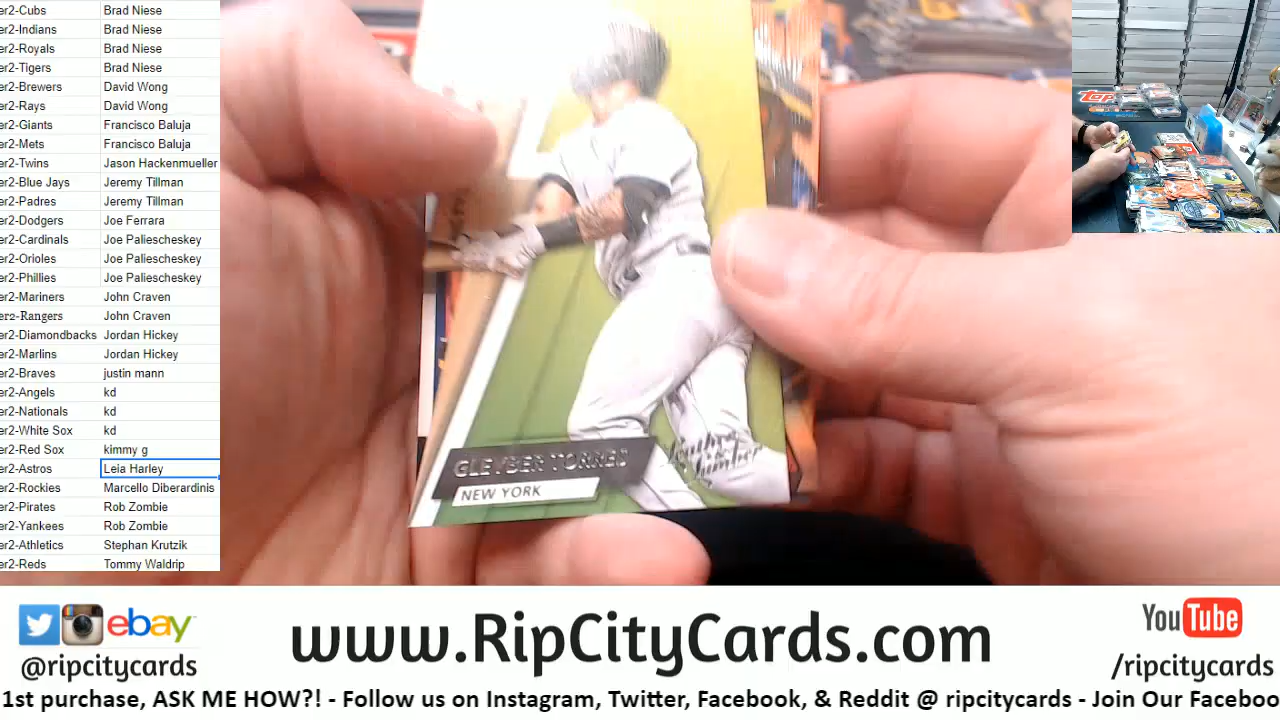 er2-Cubs Brad Niese
er2-Indians Brad Niese
er2-Royals Brad Niese
er2-Tigers Brad Niese
er2-Brewers David Wong
er2-Rays David Wong
er2-Giants Francisco Baluja
er2-Mets Francisco Baluja
er2-Twins Jason Hackenmueller
er2-Blue Jays Jeremy Tillman
er2-Padres Jeremy Tillman
er2-Dodgers Joe Ferrara
er2-Cardinals Joe Paliescheskey
er2-Orioles Joe Paliescheskey
er2-Phillies Joe Paliescheskey
er2-Mariners John Craven
er2-Rangers John Craven
er2-Diamondbacks Jordan Hickey
er2-Marlins Jordan Hickey
er2-Braves justin mann
er2-Angels kd
er2-Nationals kd
er2-White Sox kd
er2-Red Sox kimmy g
er2-Astros Leia Harley
er2-Rockies Marcello Diberardinis
er2-Pirates Rob Zombie
er2-Yankees Rob Zombie
er2-Athletics Stephan Krutzik
er2-Reds Tommy Waldrip
Leather and Lumber
GLEYBER TORRES
NEW YORK
Topps
ebay
@ripcitycards
www.RipCityCards.com
YouTube
/ripcitycards
1st purchase, ASK ME HOW?! - Follow us on Instagram, Twitter, Facebook, & Reddit @ ripcitycards - Join Our Faceboo